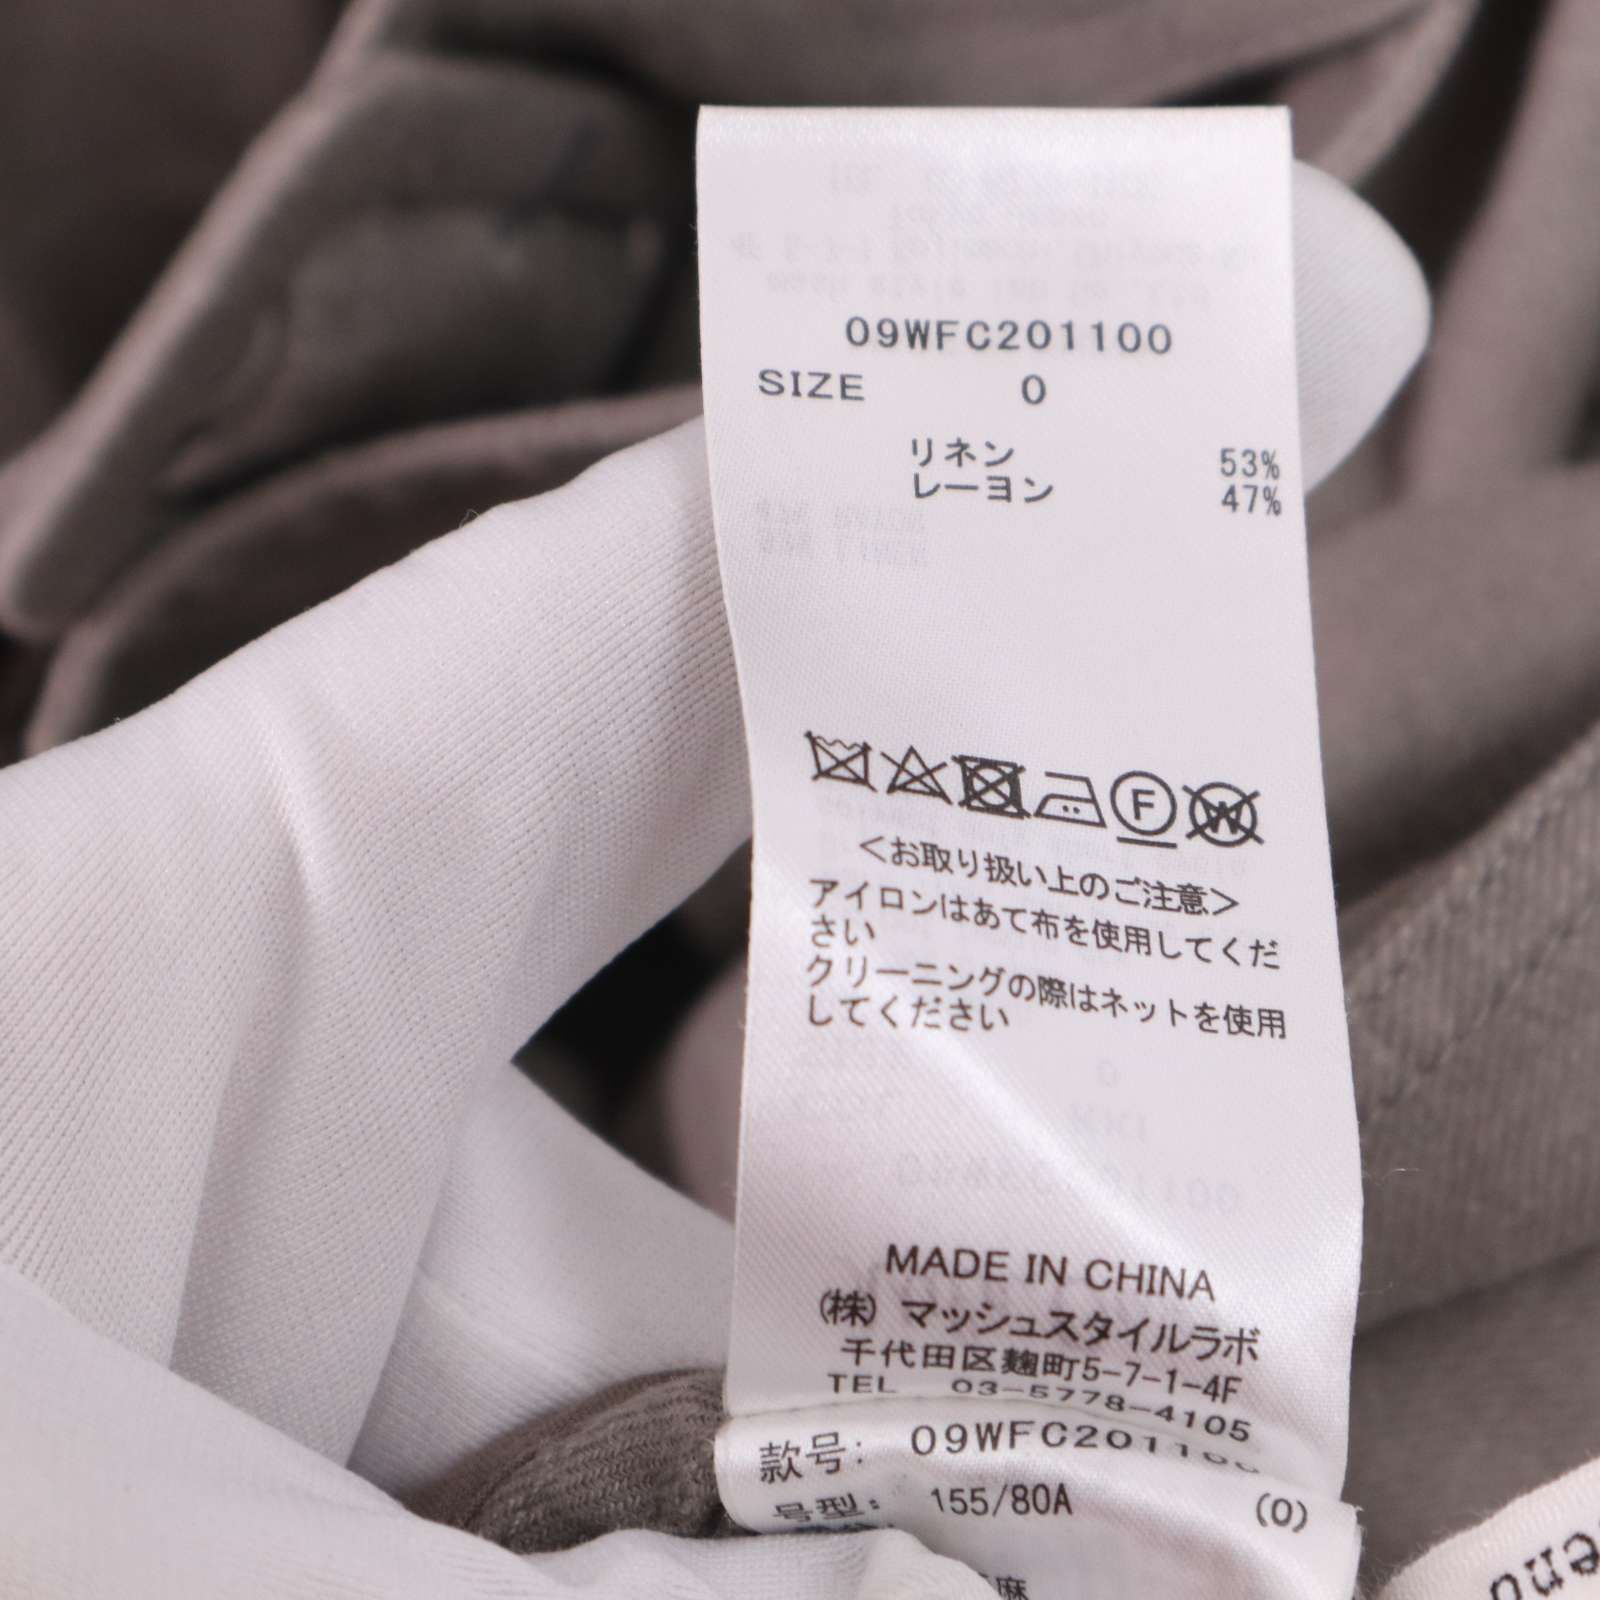 09WFC201100
SIZE 0
リネン 53%
レーヨン 47%
F
W
<お取り扱い上のご注意>
アイロンはあて布を使用してくだ
さい
クリーニングの際はネットを使用
してください
MADE IN CHINA
(株) マッシュスタイルラボ
千代田区麹町5-7-1-4F
TEL 03-5778-4105
款号: 09WFC201100
号型: 155/80A (0)
麻